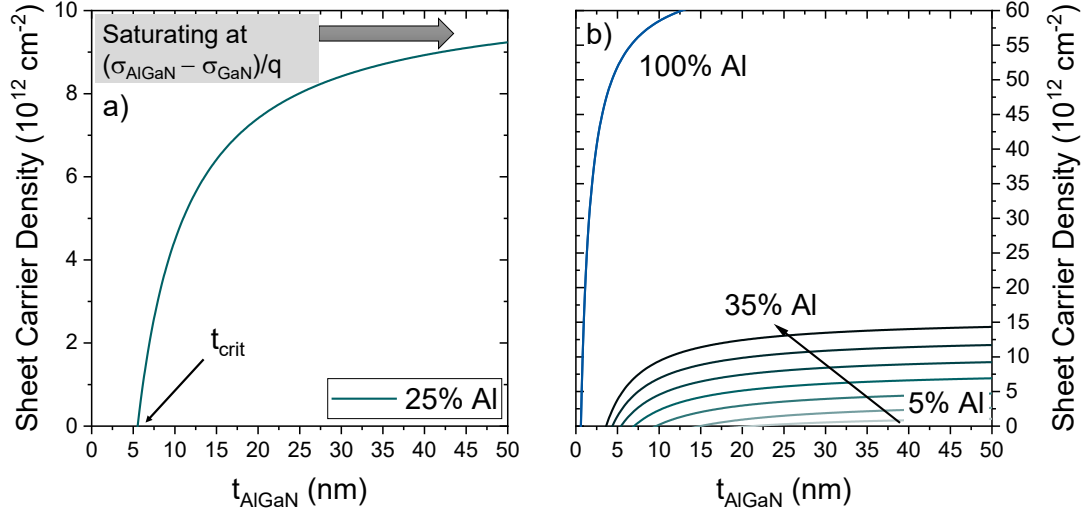 Saturating at
(σAlGaN − σGaN)/q
a)
tcrit
25% Al
10
8
6
4
2
0
0 5 10 15 20 25 30 35 40 45 50
tAlGaN (nm)
Sheet Carrier Density (10¹² cm⁻²)
b)
100% Al
35% Al
5% Al
60
55
50
45
40
35
30
25
20
15
10
5
0
0 5 10 15 20 25 30 35 40 45 50
tAlGaN (nm)
Sheet Carrier Density (10¹² cm⁻²)